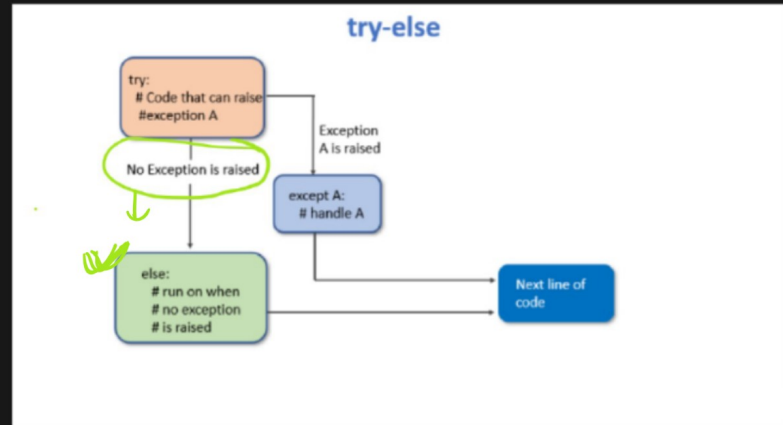 try-else
try:
# Code that can raise
#exception A
Exception
A is raised
No Exception is raised
except A:
# handle A
else:
# run on when
# no exception
# is raised
Next line of
code